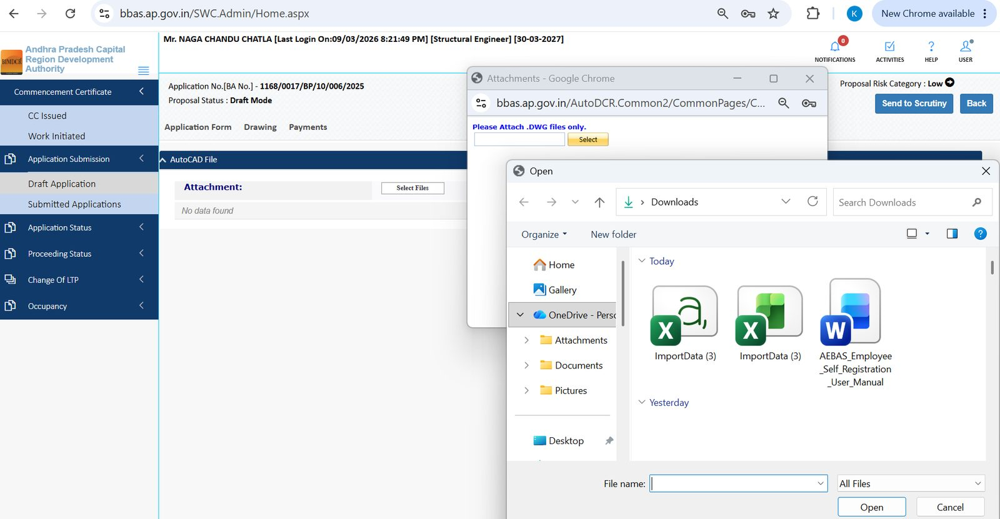 bbas.ap.gov.in/SWC.Admin/Home.aspx
K
New Chrome available
BIMDCR
Andhra Pradesh Capital
Region Development
Authority
Mr. NAGA CHANDU CHATLA [Last Login On:09/03/2026 8:21:49 PM] [Structural Engineer] [30-03-2027]
0
NOTIFICATIONS
ACTIVITIES
HELP
USER
Commencement Certificate
CC Issued
Work Initiated
Application Submission
Draft Application
Submitted Applications
Application Status
Proceeding Status
Change Of LTP
Occupancy
Application No.[BA No.] - 1168/0017/BP/10/006/2025
Proposal Status : Draft Mode
Proposal Risk Category : Low
Send to Scrutiny
Back
Application Form
Drawing
Payments
AutoCAD File
Attachment:
Select Files
No data found
Attachments - Google Chrome
bbas.ap.gov.in/AutoDCR.Common2/CommonPages/C...
Please Attach .DWG files only.
Select
Open
Downloads
Search Downloads
Organize
New folder
Home
Gallery
OneDrive - Perso
Attachments
Documents
Pictures
Desktop
Today
X
ImportData (3)
X
ImportData (3)
W
AEBAS_Employee
_Self_Registration
_User_Manual
Yesterday
File name:
All Files
Open
Cancel